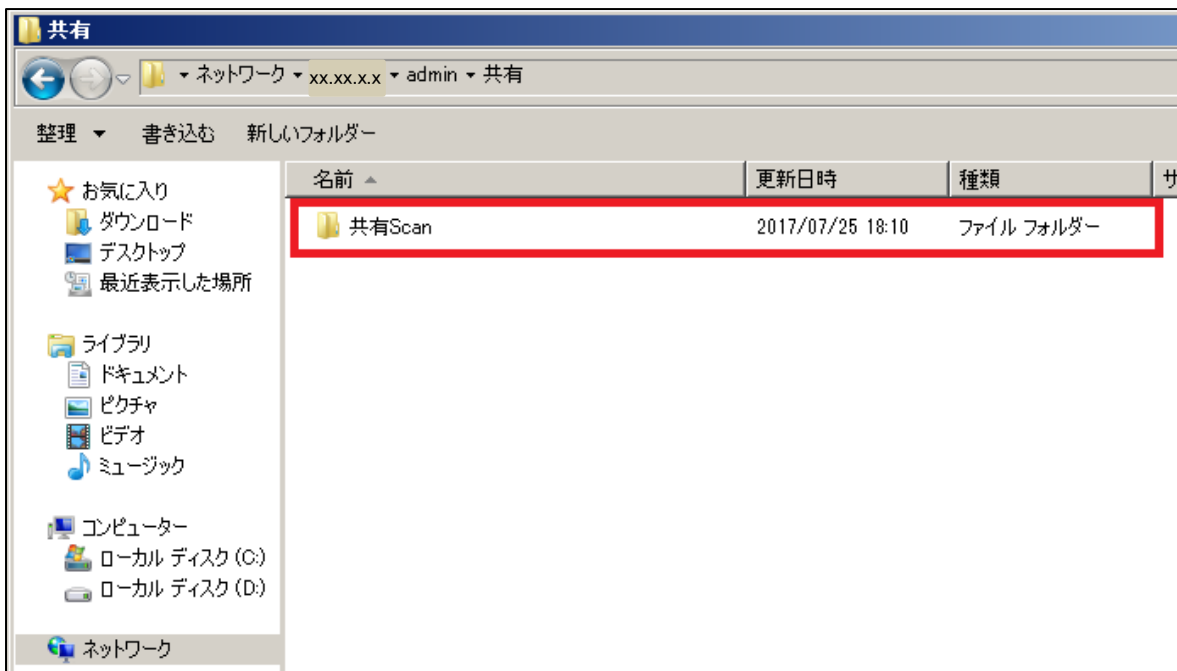 共有
ネットワーク xx.xx.x.x admin 共有
整理 書き込む 新しいフォルダー
お気に入り
ダウンロード
デスクトップ
最近表示した場所
ライブラリ
ドキュメント
ピクチャ
ビデオ
ミュージック
コンピューター
ローカル ディスク (C:)
ローカル ディスク (D:)
ネットワーク
名前 更新日時 種類 サ
共有Scan 2017/07/25 18:10 ファイル フォルダー